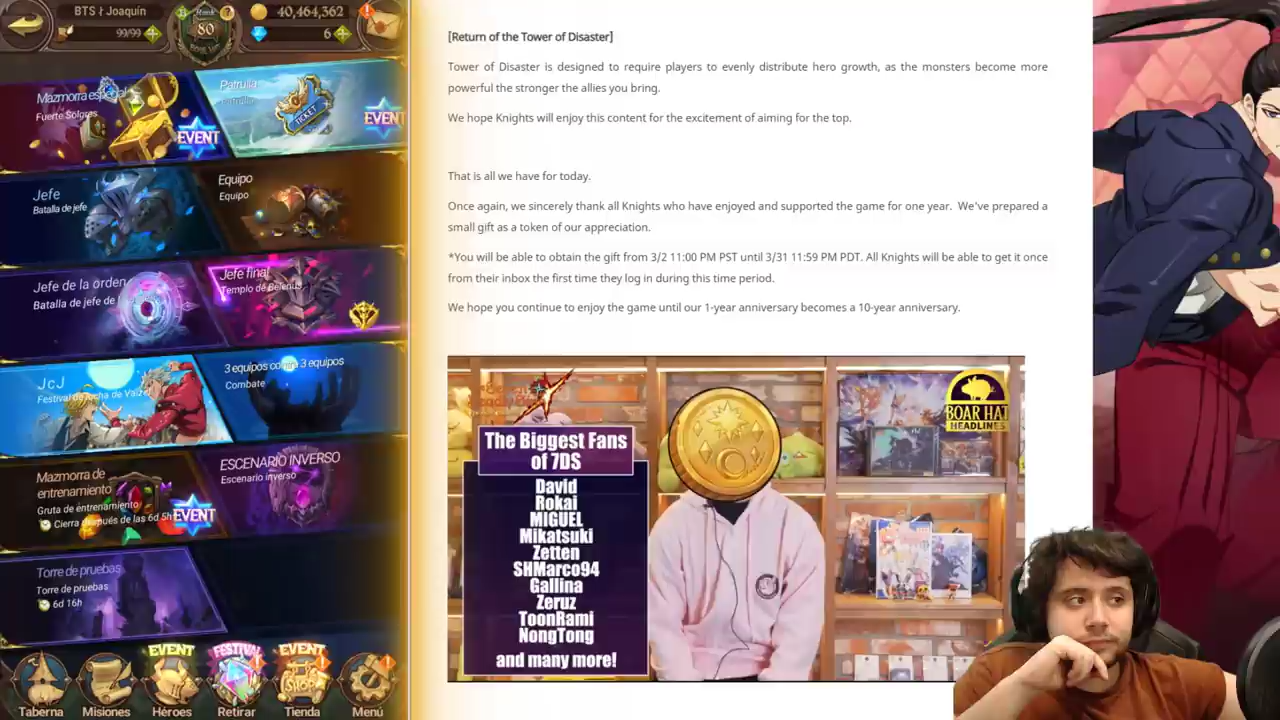 BTS ł Joaquín
99/99
Rank
80
40,464,362
6
Mazmorra especial
Fuerte Solgres
EVENT
Patrulla
Patrulla
TICKET
EVENT
Jefe
Batalla de jefe
Equipo
Equipo
Jefe de la orden
Batalla de jefe de l
Jefe final
Templo de Belenus
JcJ
Festival de lucha de Vaizel
3 equipos contra 3 equipos
Combate
Mazmorra de
entrenamiento
Gruta de entrenamiento
Cierra después de las 6d 5h
EVENT
ESCENARIO INVERSO
Escenario inverso
Torre de pruebas
Torre de pruebas
6d 16h
EVENT
FESTIVAL
EVENT
SHOP
Taberna
Misiones
Héroes
Retirar
Tienda
Menú
[Return of the Tower of Disaster]
Tower of Disaster is designed to require players to evenly distribute hero growth, as the monsters become more
powerful the stronger the allies you bring.
We hope Knights will enjoy this content for the excitement of aiming for the top.
That is all we have for today.
Once again, we sincerely thank all Knights who have enjoyed and supported the game for one year. We've prepared a
small gift as a token of our appreciation.
*You will be able to obtain the gift from 3/2 11:00 PM PST until 3/31 11:59 PM PDT. All Knights will be able to get it once
from their inbox the first time they log in during this time period.
We hope you continue to enjoy the game until our 1-year anniversary becomes a 10-year anniversary.
BOAR HAT
HEADLINES
The Biggest Fans
of 7DS
David
Rokai
MIGUEL
Mikatsuki
Zetten
SHMarco94
Gallina
Zeruz
ToonRami
NongTong
and many more!